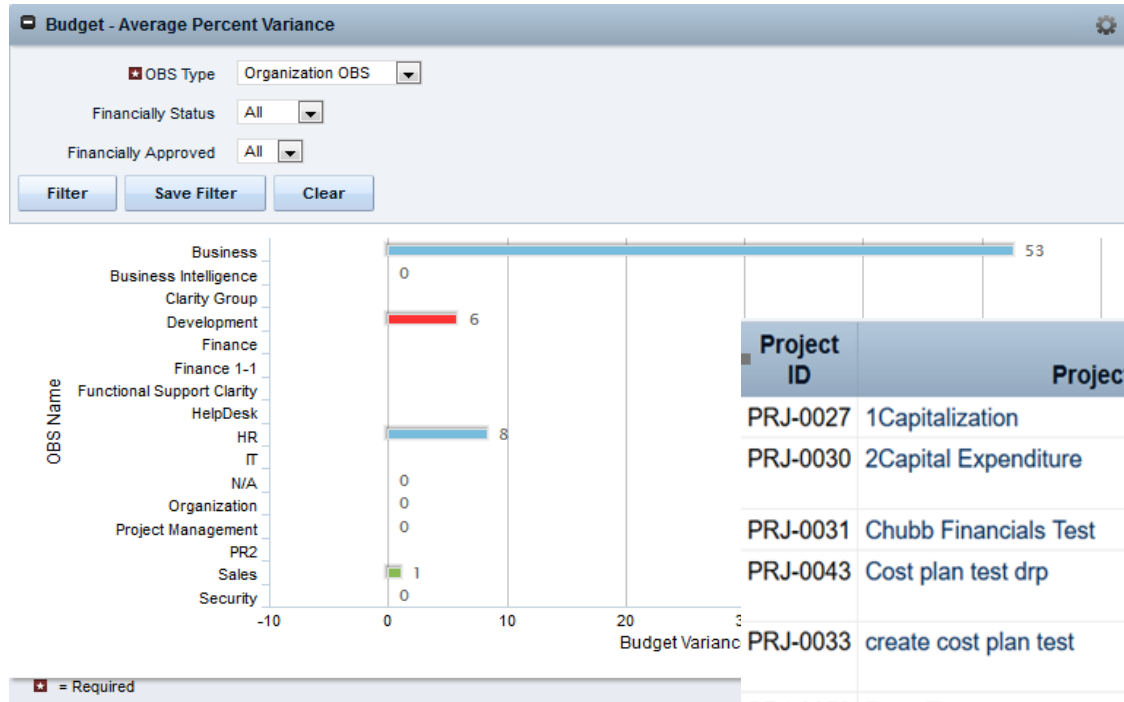 Budget - Average Percent Variance
OBS Type Organization OBS
Financially Status All
Financially Approved All
Filter Save Filter Clear
OBS Name
Business 53
Business Intelligence 0
Clarity Group
Development 6
Finance
Finance 1-1
Functional Support Clarity
HelpDesk
HR 8
IT
N/A 0
Organization 0
Project Management 0
PR2
Sales 1
Security 0
-10 0 10 20
Budget Varianc
= Required
Project ID Projec
PRJ-0027 1Capitalization
PRJ-0030 2Capital Expenditure
PRJ-0031 Chubb Financials Test
PRJ-0043 Cost plan test drp
PRJ-0033 create cost plan test